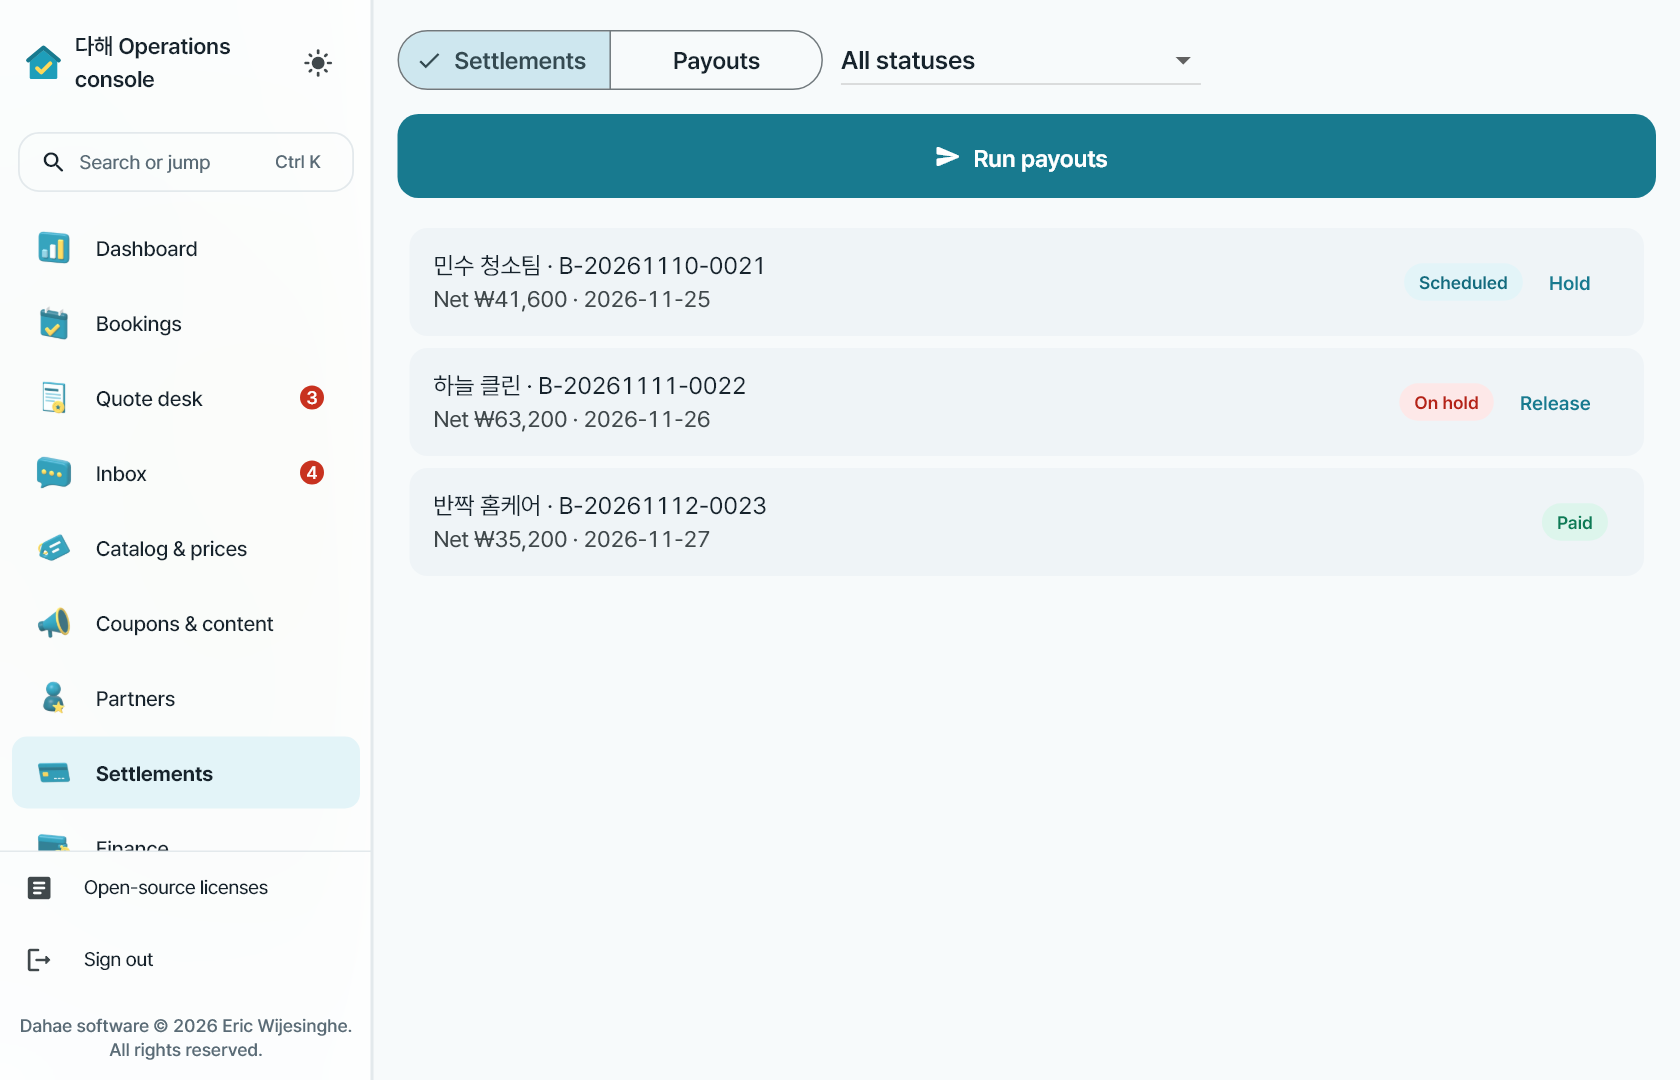 다해 Operations
console
Search or jump Ctrl K
Dashboard
Bookings
Quote desk 3
Inbox 4
Catalog & prices
Coupons & content
Partners
Settlements
Finance
Open-source licenses
Sign out
Dahae software © 2026 Eric Wijesinghe.
All rights reserved.
Settlements Payouts All statuses
Run payouts
민수 청소팀 · B-20261110-0021
Net ₩41,600 · 2026-11-25
Scheduled Hold
하늘 클린 · B-20261111-0022
Net ₩63,200 · 2026-11-26
On hold Release
반짝 홈케어 · B-20261112-0023
Net ₩35,200 · 2026-11-27
Paid